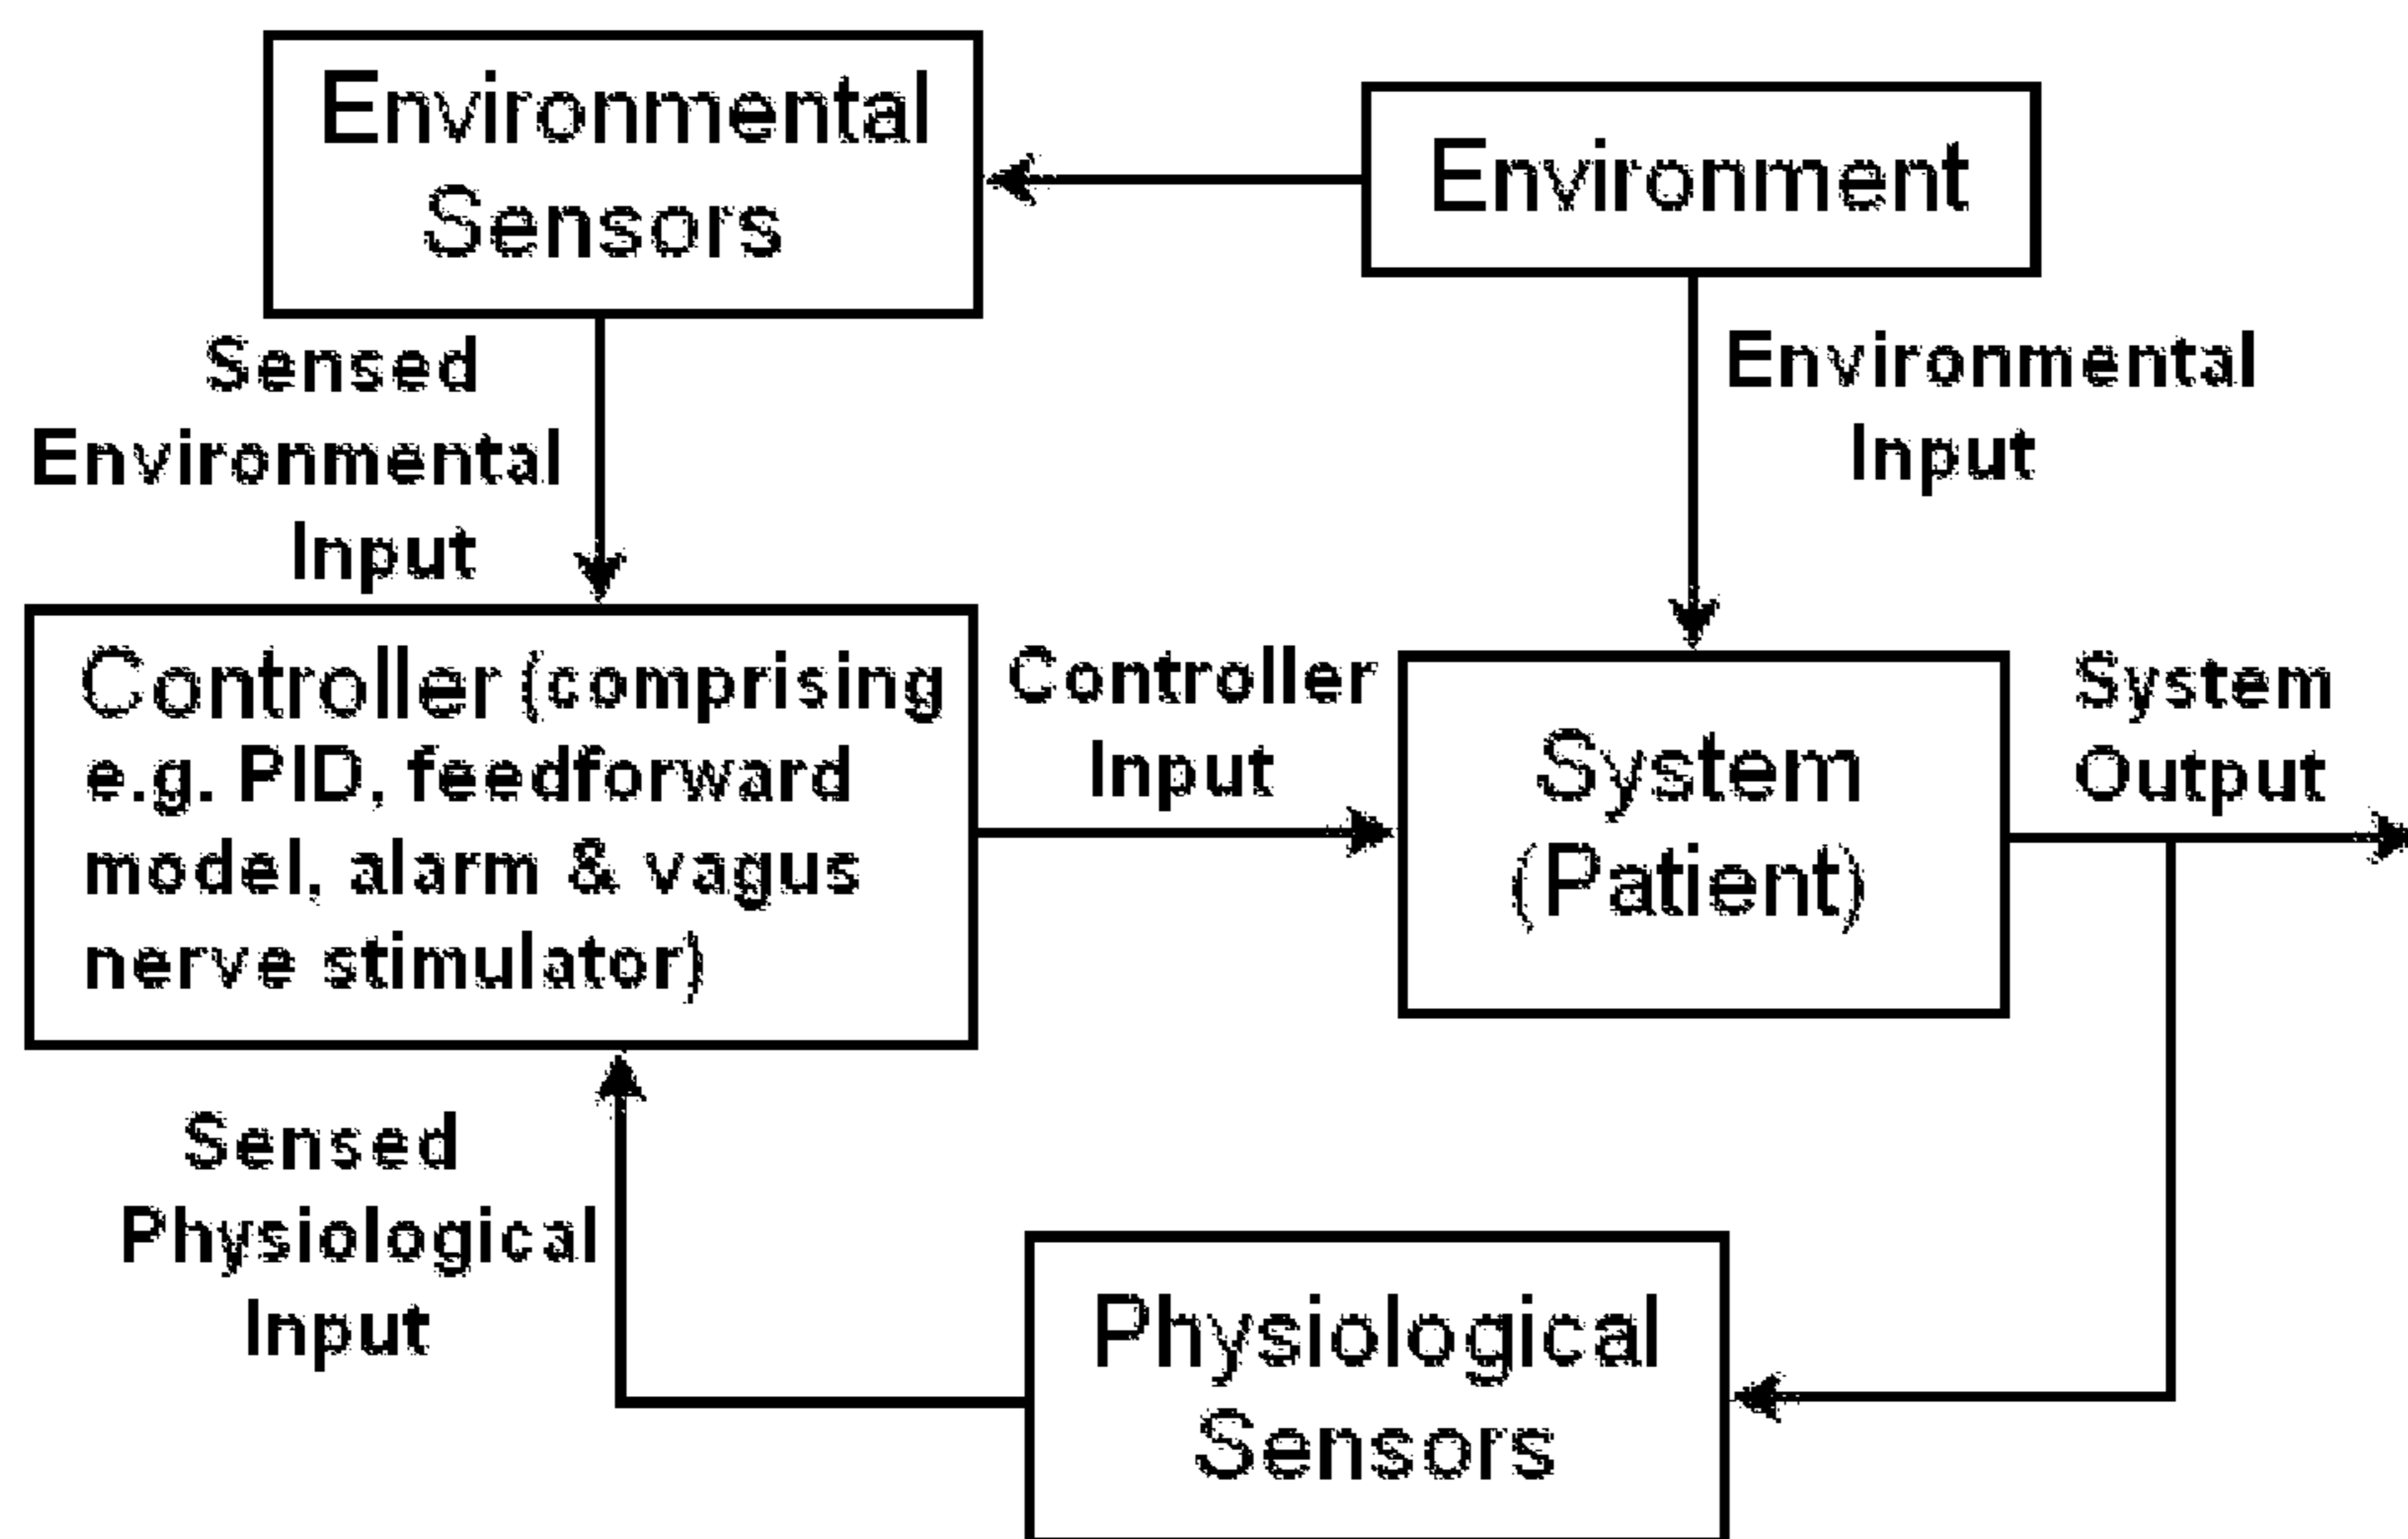 Environmental
Sensors
Environment
Sensed
Environmental
Input
Environmental
Input
Controller (comprising
e.g. PID, feedforward
model, alarm & vagus
nerve stimulator)
Controller
Input
System
(Patient)
System
Output
Sensed
Physiological
Input
Physiological
Sensors